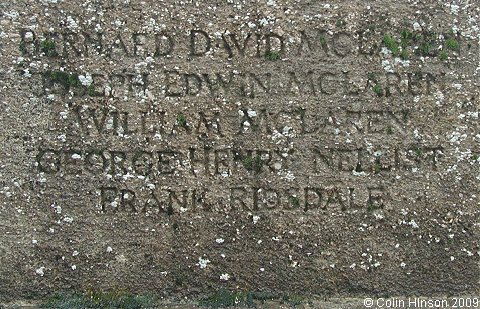 BERNARD DAVID MCLAREN
JOSEPH EDWIN MCLAREN
WILLIAM MCLAREN
GEORGE HENRY NELLIST
FRANK RIDSDALE
© Colin Hinson 2009